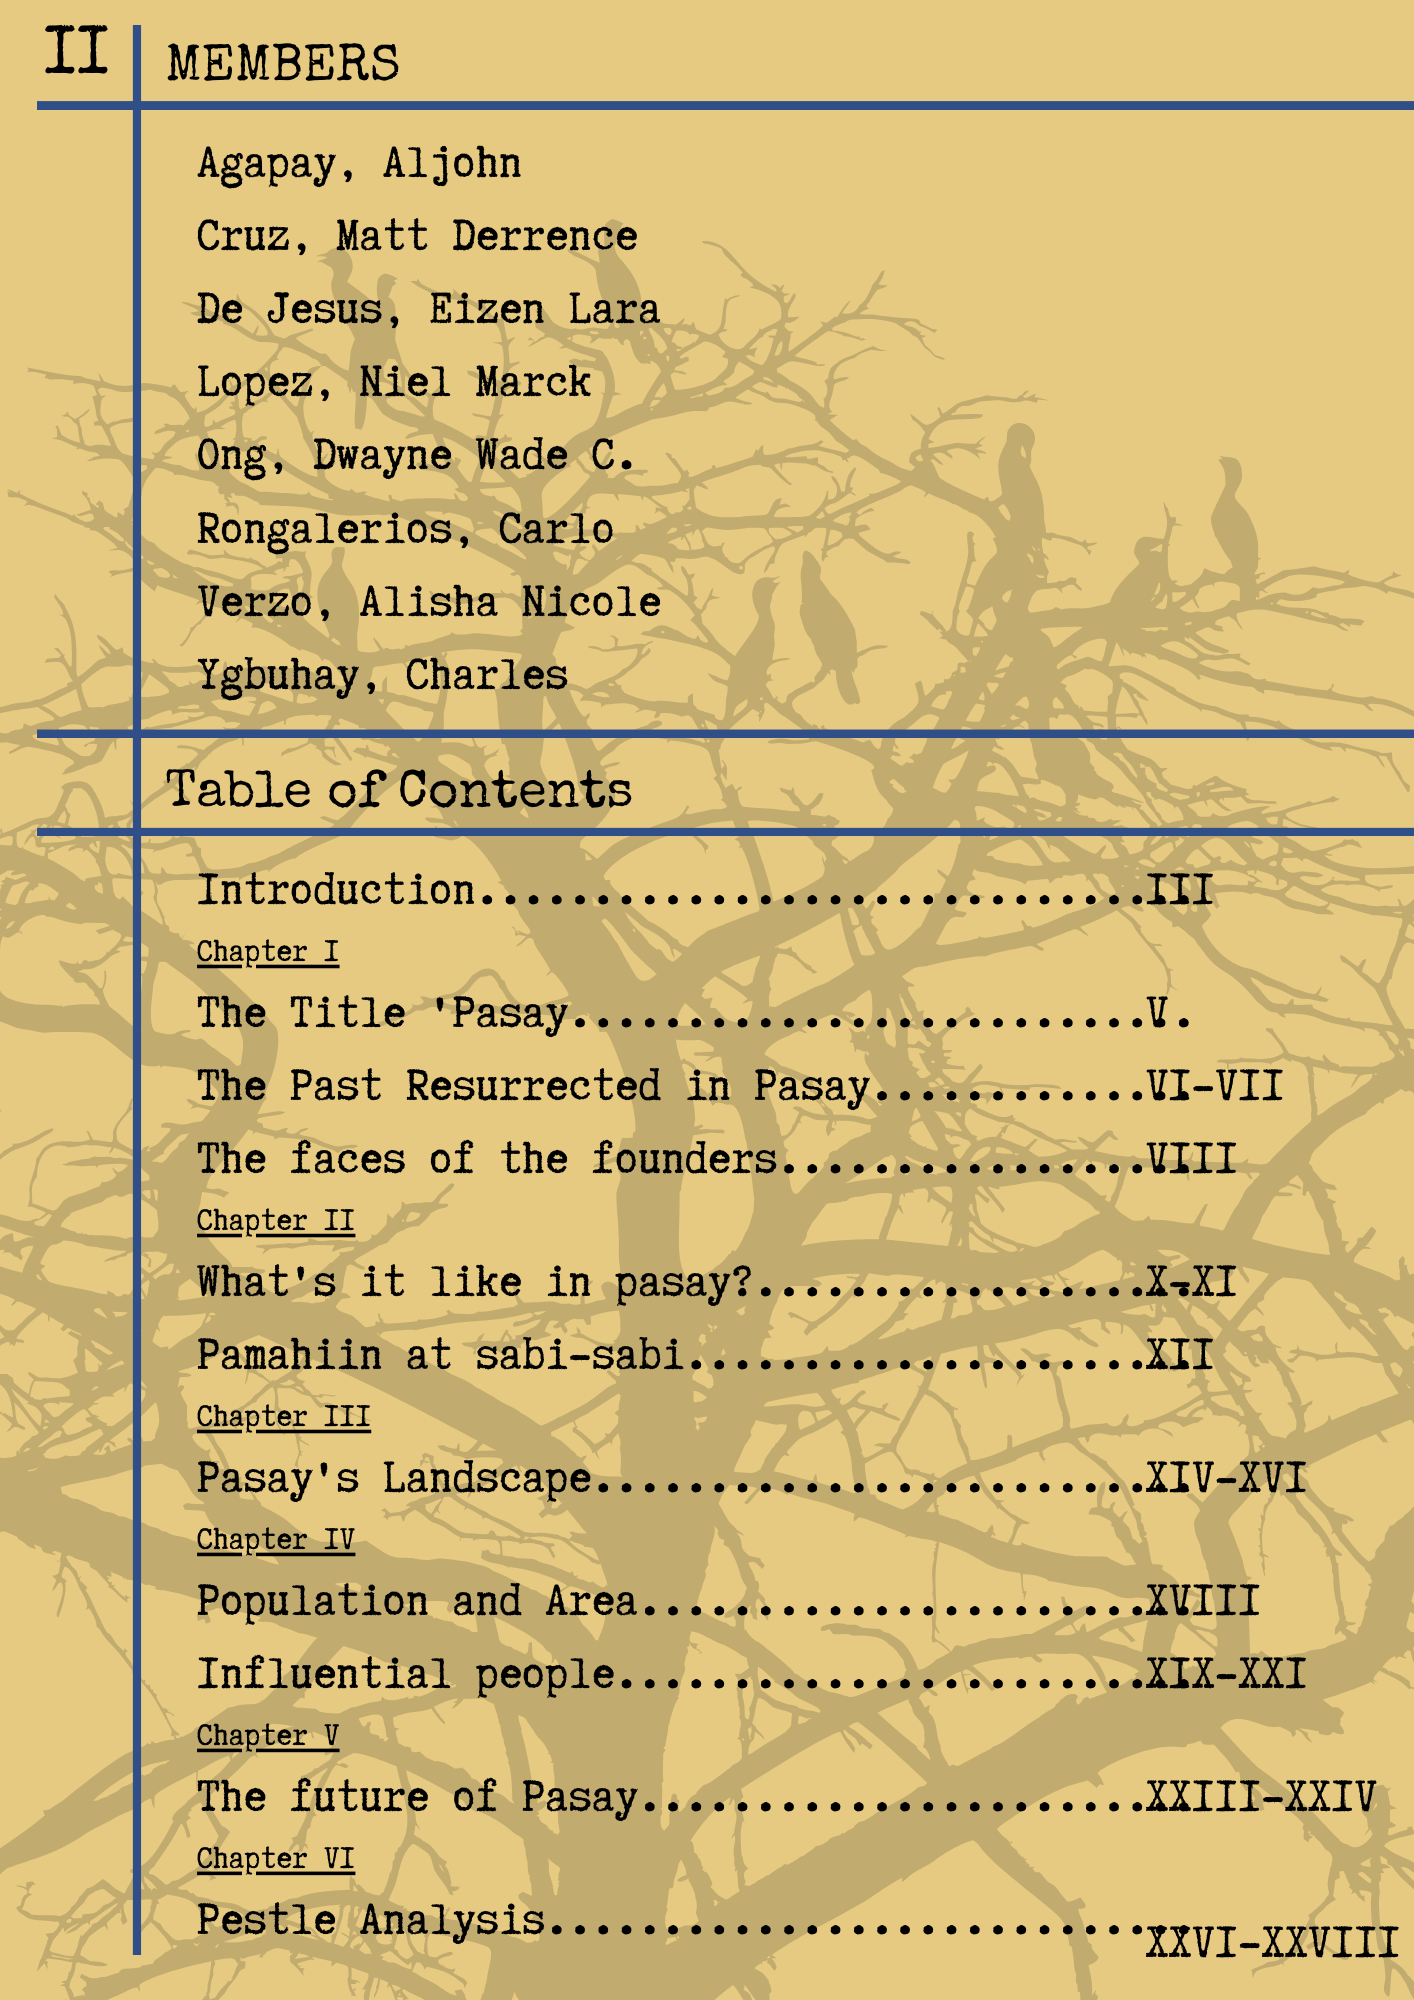 II
MEMBERS
Agapay, Aljohn
Cruz, Matt Derrence
De Jesus, Eizen Lara
Lopez, Niel Marck
Ong, Dwayne Wade C.
Rongalerios, Carlo
Verzo, Alisha Nicole
Ygbuhay, Charles
Table of Contents
Introduction...............................III
Chapter I
The Title 'Pasay...........................V
The Past Resurrected in Pasay..............VI-VII
The faces of the founders..................VIII
Chapter II
What's it like in pasay?...................X-XI
Pamahiin at sabi-sabi......................XII
Chapter III
Pasay's Landscape..........................XIV-XVI
Chapter IV
Population and Area........................XVIII
Influential people.........................XIX-XXI
Chapter V
The future of Pasay........................XXIII-XXIV
Chapter VI
Pestle Analysis............................XXVI-XXVIII